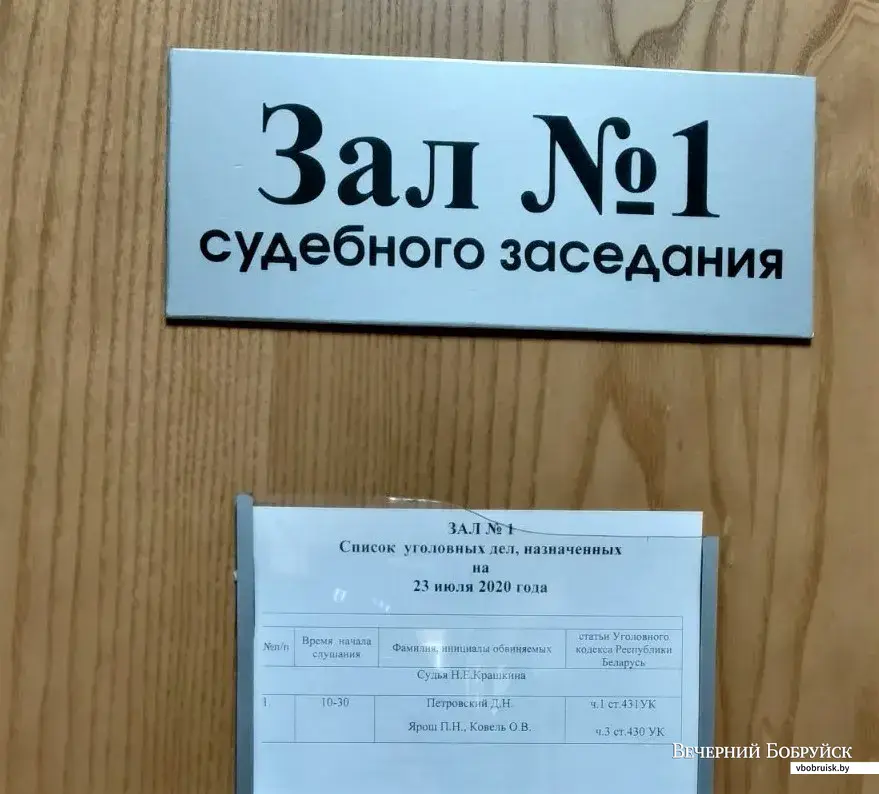 Зал №1
судебного заседания
ЗАЛ № 1
Список уголовных дел, назначенных
на
23 июля 2020 года
№п/п
Время начала
слушания
Фамилия, инициалы обвиняемых
статьи Уголовного
кодекса Республики
Беларусь
Судья Н.Е.Крашкина
1. 10-30 Петровский Д.Н. ч.1 ст.431УК
Ярош П.Н., Ковель О.В. ч.3 ст.430 УК
ВЕЧЕРНИЙ БОБРУЙСК
vbobruisk.by